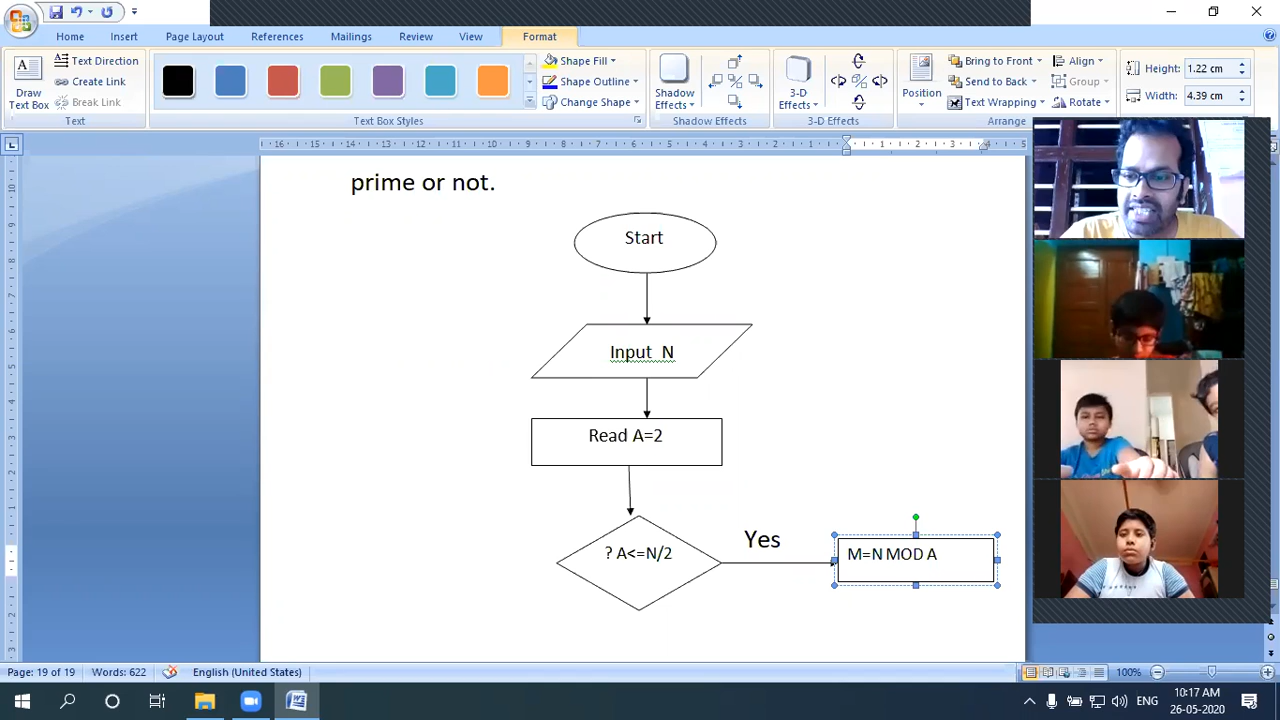 Home Insert Page Layout References Mailings Review View Format
A
Draw Text Box
Text Direction
Create Link
Break Link
Text
Text Box Styles
Shape Fill
Shape Outline
Change Shape
Shadow Effects
Shadow Effects
3-D Effects
3-D Effects
Position
Bring to Front
Send to Back
Text Wrapping
Align
Group
Rotate
Arrange
Height: 1.22 cm
Width: 4.39 cm
prime or not.
Start
Input N
Read A=2
? A<=N/2
Yes
M=N MOD A
Page: 19 of 19 Words: 622 English (United States) 100%
ENG
10:17 AM
26-05-2020